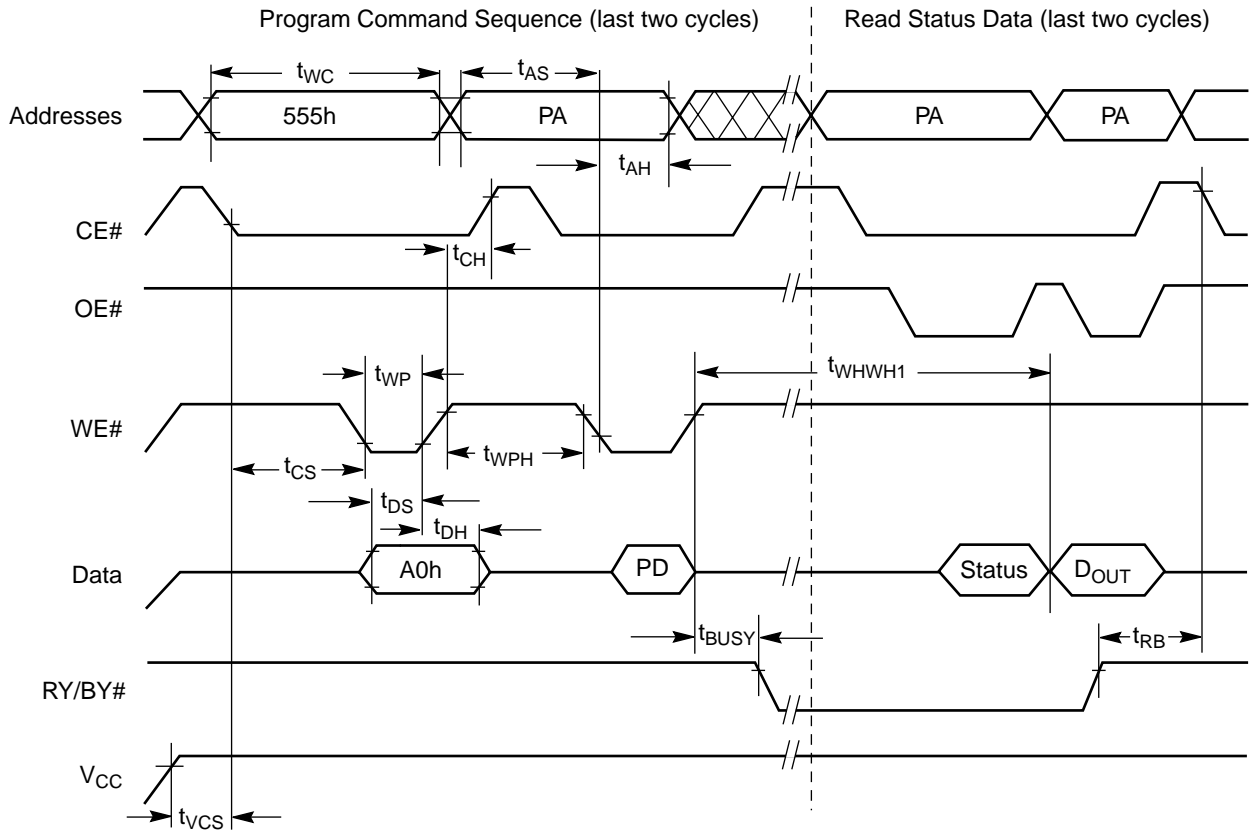 Program Command Sequence (last two cycles)
Read Status Data (last two cycles)
tWC
tAS
Addresses
555h
PA
PA
PA
tAH
CE#
tCH
OE#
tWHWH1
tWP
WE#
tCS
tWPH
tDS
tDH
Data
A0h
PD
Status
DOUT
tBUSY
tRB
RY/BY#
VCC
tVCS